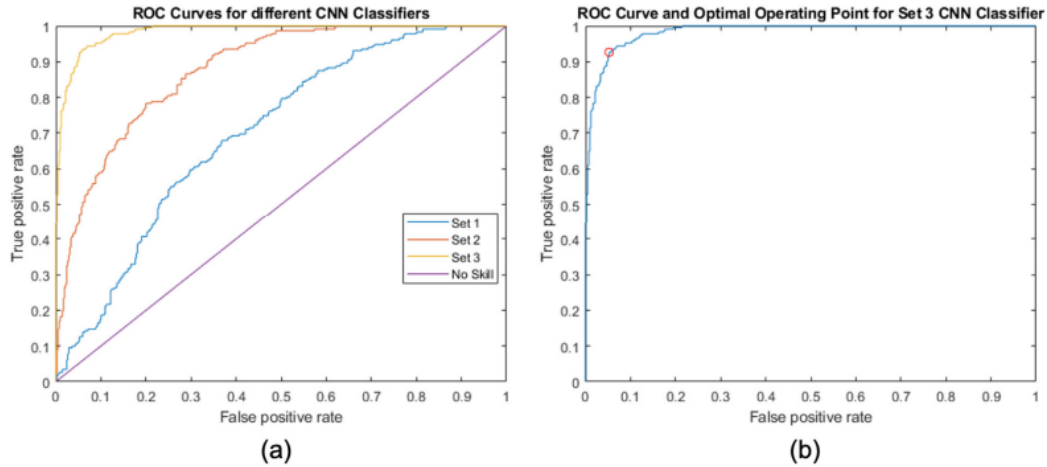 ROC Curves for different CNN Classifiers
1
0.9
0.8
0.7
0.6
0.5
0.4
0.3
0.2
0.1
0
True positive rate
Set 1
Set 2
Set 3
No Skill
0 0.1 0.2 0.3 0.4 0.5 0.6 0.7 0.8 0.9 1
False positive rate
(a)
ROC Curve and Optimal Operating Point for Set 3 CNN Classifier
1
0.9
0.8
0.7
0.6
0.5
0.4
0.3
0.2
0.1
0
True positive rate
0 0.1 0.2 0.3 0.4 0.5 0.6 0.7 0.8 0.9 1
False positive rate
(b)